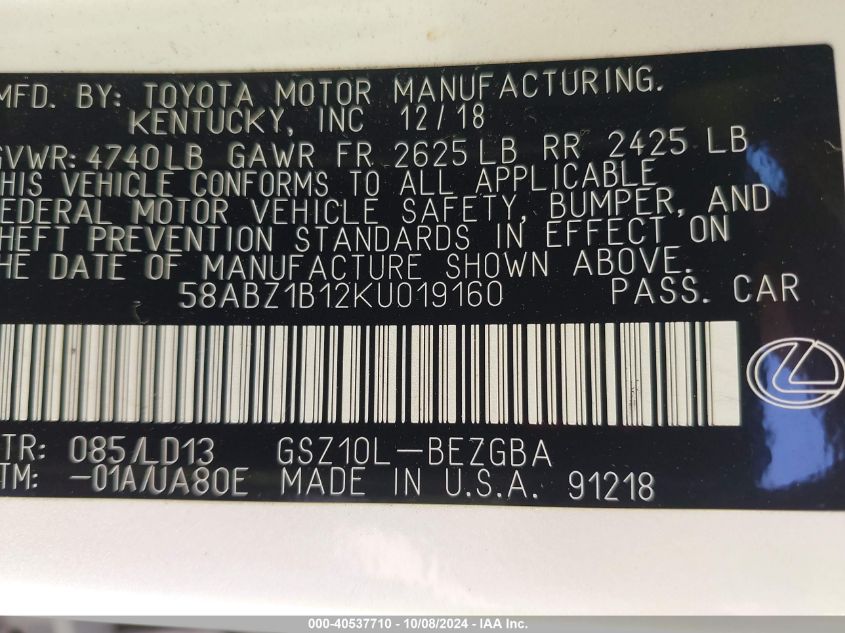 MFD. BY: TOYOTA MOTOR MANUFACTURING.
KENTUCKY, INC 12/18
GVWR: 4740LB GAWR FR 2625LB RR 2425 LB
HIS VEHICLE CONFORMS TO ALL APPLICABLE
EDERAL MOTOR VEHICLE SAFETY, BUMPER, AND
HEFT PREVENTION STANDARDS IN EFFECT ON
HE DATE OF MANUFACTURE SHOWN ABOVE.
58ABZ1B12KU019160 PASS. CAR
TR: 085/LD13 GSZ10L-BEZGBA
TM: -01A/UA80E MADE IN U.S.A. 91218
000-40537710 - 10/08/2024 - IAA Inc.